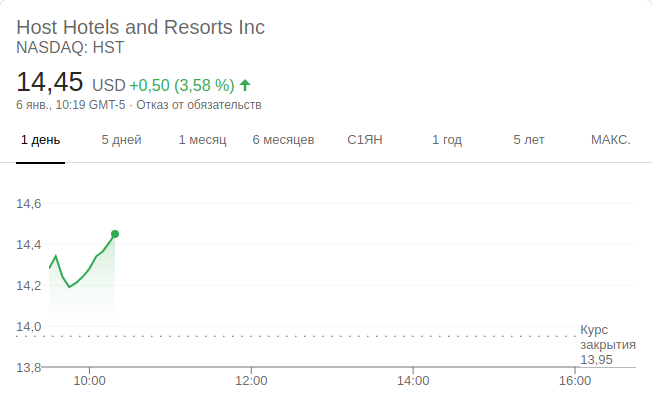 Host Hotels and Resorts Inc
NASDAQ: HST
14,45 USD +0,50 (3,58 %)
6 янв., 10:19 GMT-5 · Отказ от обязательств
1 день 5 дней 1 месяц 6 месяцев С1ЯН 1 год 5 лет МАКС.
14,6
14,4
14,2
14,0
13,8
Курс
закрытия
13,95
10:00 12:00 14:00 16:00